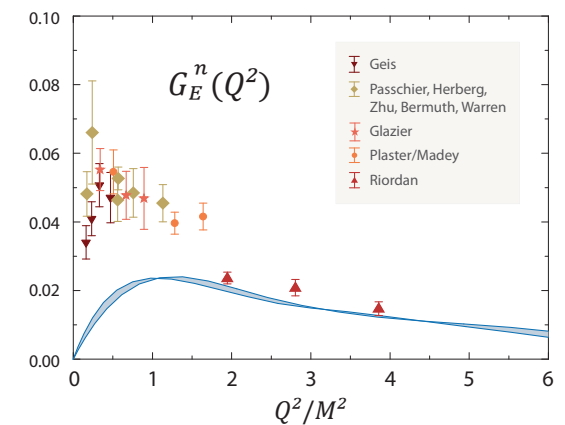 0.10
0.08
0.06
0.04
0.02
0.00
G_E^n(Q^2)
Geis
Passchier, Herberg,
Zhu, Bermuth, Warren
Glazier
Plaster/Madey
Riordan
0 1 2 3 4 5 6
Q^2/M^2